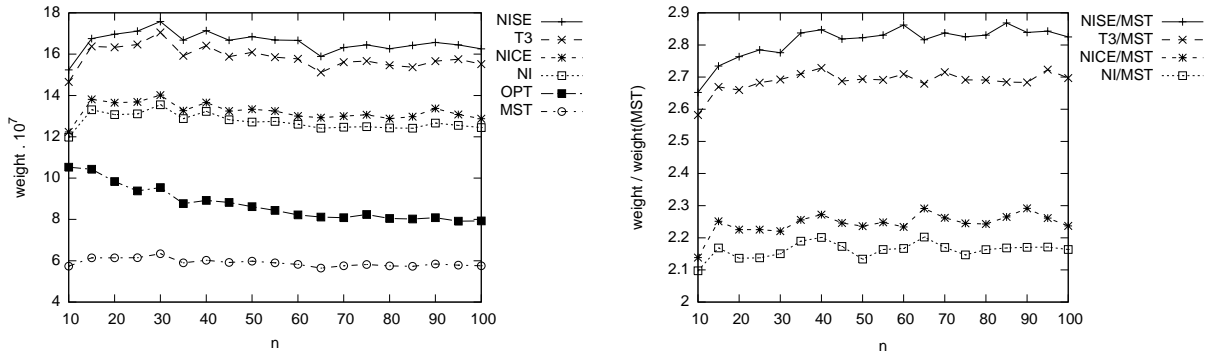 18
16
14
12
10
8
6
4
10 20 30 40 50 60 70 80 90 100
n
weight . 10^7
NISE
T3
NICE
NI
OPT
MST
2.9
2.8
2.7
2.6
2.5
2.4
2.3
2.2
2.1
2
10 20 30 40 50 60 70 80 90 100
n
weight / weight(MST)
NISE/MST
T3/MST
NICE/MST
NI/MST